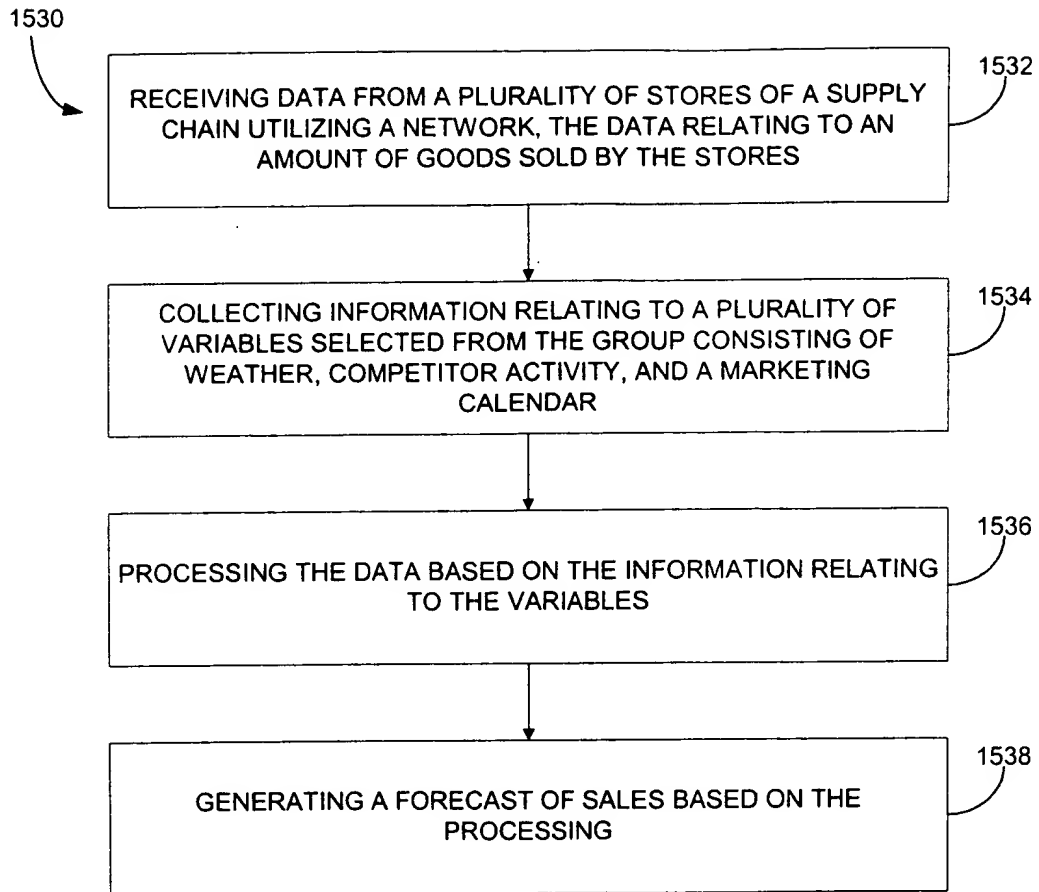 1530
1532
RECEIVING DATA FROM A PLURALITY OF STORES OF A SUPPLY
CHAIN UTILIZING A NETWORK, THE DATA RELATING TO AN
AMOUNT OF GOODS SOLD BY THE STORES
1534
COLLECTING INFORMATION RELATING TO A PLURALITY OF
VARIABLES SELECTED FROM THE GROUP CONSISTING OF
WEATHER, COMPETITOR ACTIVITY, AND A MARKETING
CALENDAR
1536
PROCESSING THE DATA BASED ON THE INFORMATION RELATING
TO THE VARIABLES
1538
GENERATING A FORECAST OF SALES BASED ON THE
PROCESSING